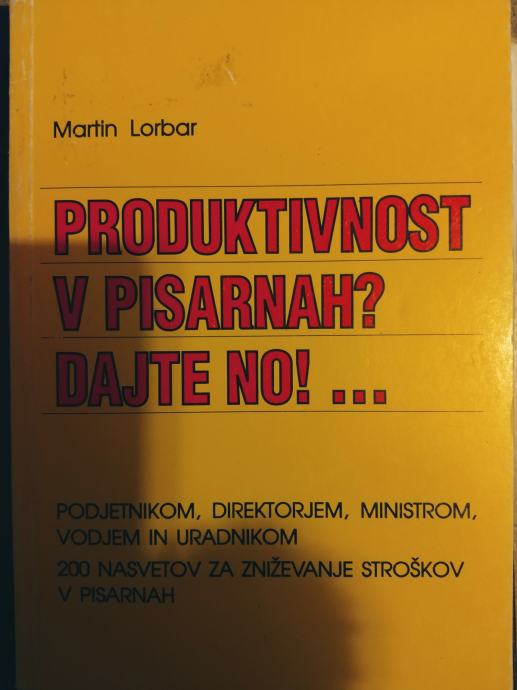 Martin Lorbar
PRODUKTIVNOST
V PISARNAH?
DAJTE NO! ...
PODJETNIKOM, DIREKTORJEM, MINISTROM,
VODJEM IN URADNIKOM
200 NASVETOV ZA ZNIŽEVANJE STROŠKOV
V PISARNAH